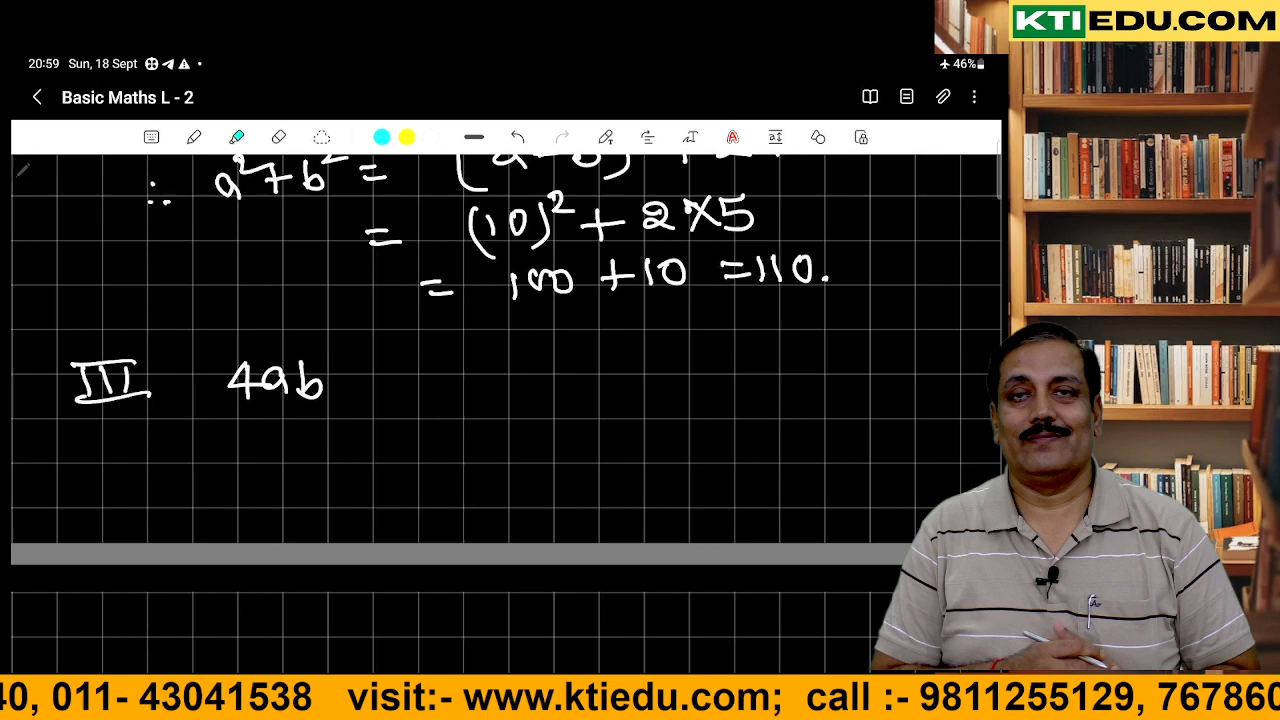 KTIEDU.COM
20:59 Sun, 18 Sept
46%
Basic Maths L - 2
∴ a²+b² =
= (10)² + 2×5
= 100 + 10 = 110.
III 4ab
40, 011- 43041538 visit:- www.ktiedu.com; call :- 9811255129, 767860